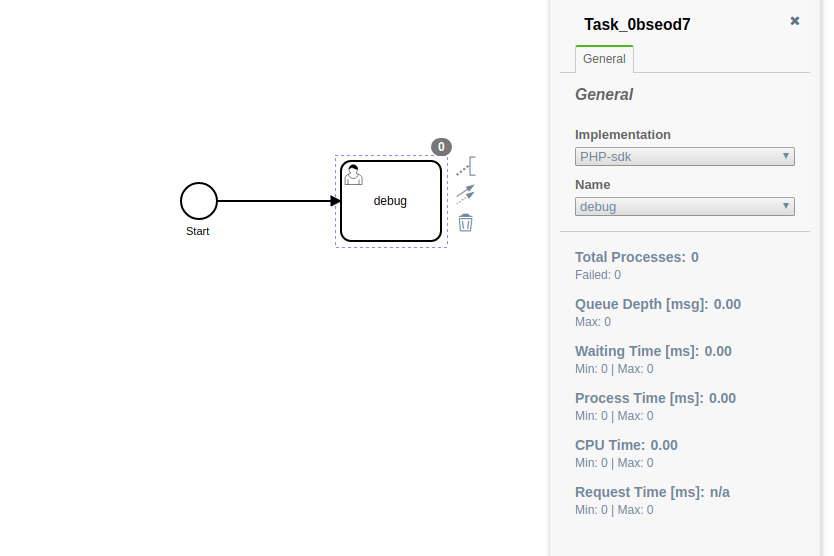 Task_0bseod7
General
General
Implementation
PHP-sdk
Name
debug
Total Processes: 0
Failed: 0
Queue Depth [msg]: 0.00
Max: 0
Waiting Time [ms]: 0.00
Min: 0 | Max: 0
Process Time [ms]: 0.00
Min: 0 | Max: 0
CPU Time: 0.00
Min: 0 | Max: 0
Request Time [ms]: n/a
Min: 0 | Max: 0
0
debug
Start